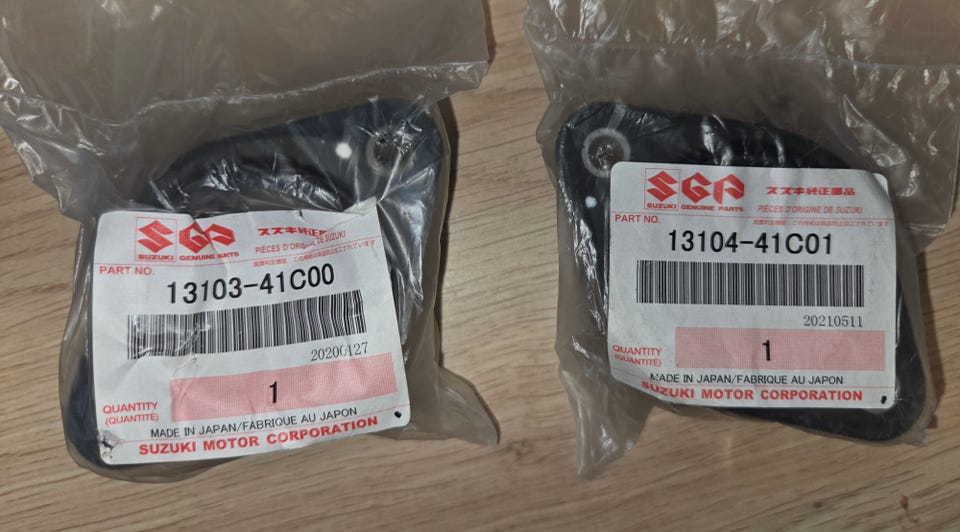 SGP スズキ純正部品
SUZUKI GENUINE PARTS PIÈCES D'ORIGINE DE SUZUKI
PART NO.
13103-41C00
20200127
QUANTITY
(QUANTITÉ)
1
MADE IN JAPAN/FABRIQUE AU JAPON
SUZUKI MOTOR CORPORATION
SGP スズキ純正部品
SUZUKI GENUINE PARTS PIÈCES D'ORIGINE DE SUZUKI
PART NO.
13104-41C01
20210511
QUANTITY
(QUANTITÉ)
1
MADE IN JAPAN/FABRIQUE AU JAPON
SUZUKI MOTOR CORPORATION